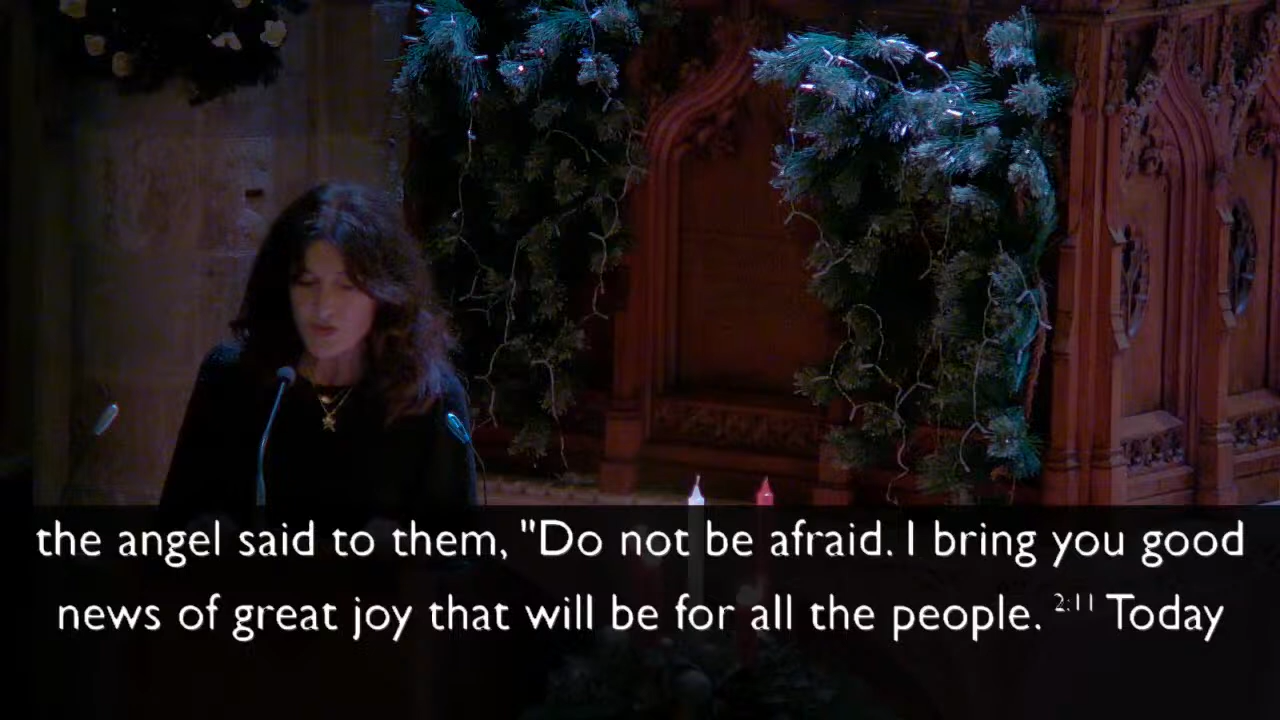 the angel said to them, "Do not be afraid. I bring you good
news of great joy that will be for all the people. 2:11 Today